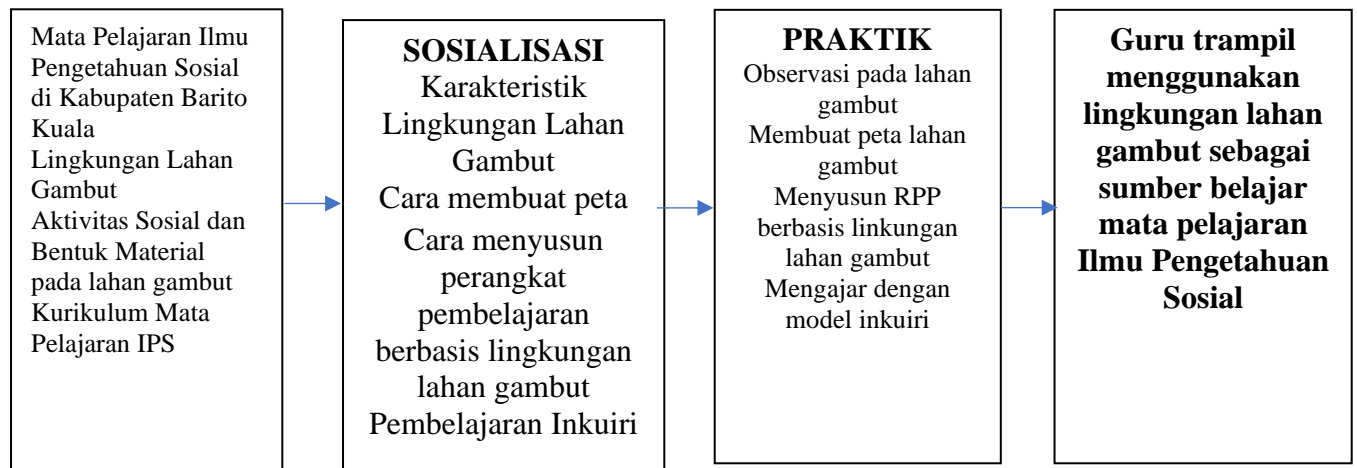 Mata Pelajaran Ilmu
Pengetahuan Sosial
di Kabupaten Barito
Kuala
Lingkungan Lahan
Gambut
Aktivitas Sosial dan
Bentuk Material
pada lahan gambut
Kurikulum Mata
Pelajaran IPS
SOSIALISASI
Karakteristik
Lingkungan Lahan
Gambut
Cara membuat peta
Cara menyusun
perangkat
pembelajaran
berbasis lingkungan
lahan gambut
Pembelajaran Inkuiri
PRAKTIK
Observasi pada lahan
gambut
Membuat peta lahan
gambut
Menyusun RPP
berbasis linkungan
lahan gambut
Mengajar dengan
model inkuiri
Guru trampil
menggunakan
lingkungan lahan
gambut sebagai
sumber belajar
mata pelajaran
Ilmu Pengetahuan
Sosial